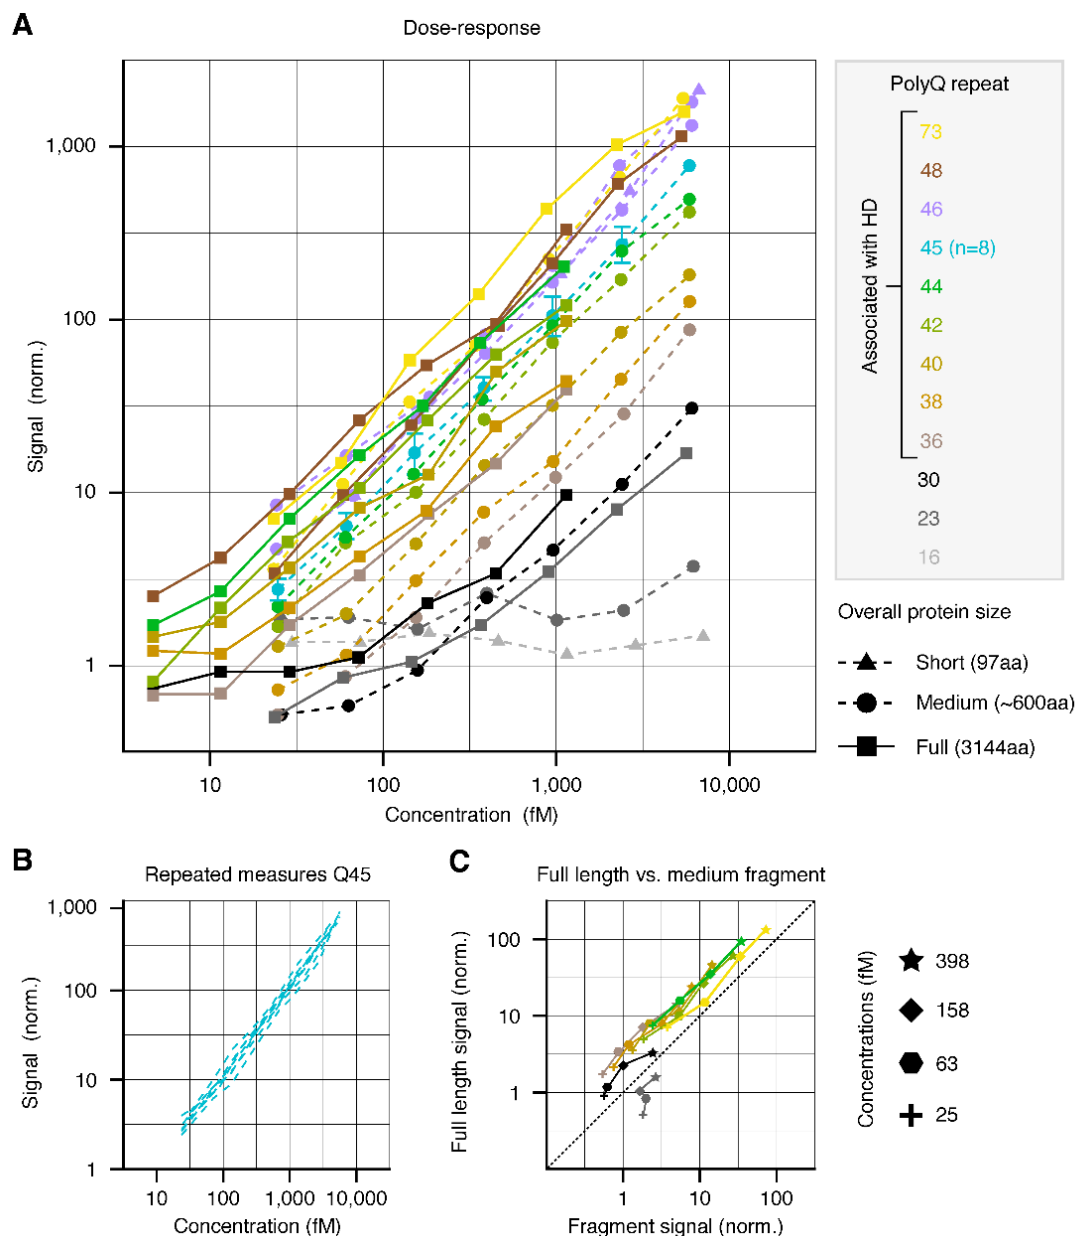 A
Dose-response
Signal (norm.)
1,000
100
10
1
10
100
1,000
10,000
Concentration (fM)
PolyQ repeat
Associated with HD
73
48
46
45 (n=8)
44
42
40
38
36
30
23
16
Overall protein size
Short (97aa)
Medium (~600aa)
Full (3144aa)
B
Repeated measures Q45
Signal (norm.)
1,000
100
10
1
10
100
1,000
10,000
Concentration (fM)
C
Full length vs. medium fragment
Full length signal (norm.)
100
10
1
1
10
100
Fragment signal (norm.)
Concentrations (fM)
398
158
63
25